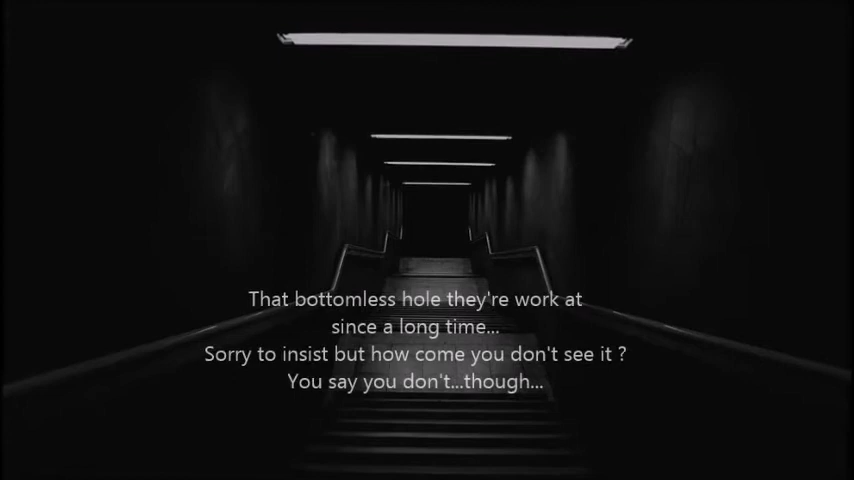 That bottomless hole they're work at
since a long time...
Sorry to insist but how come you don't see it ?
You say you don't...though...